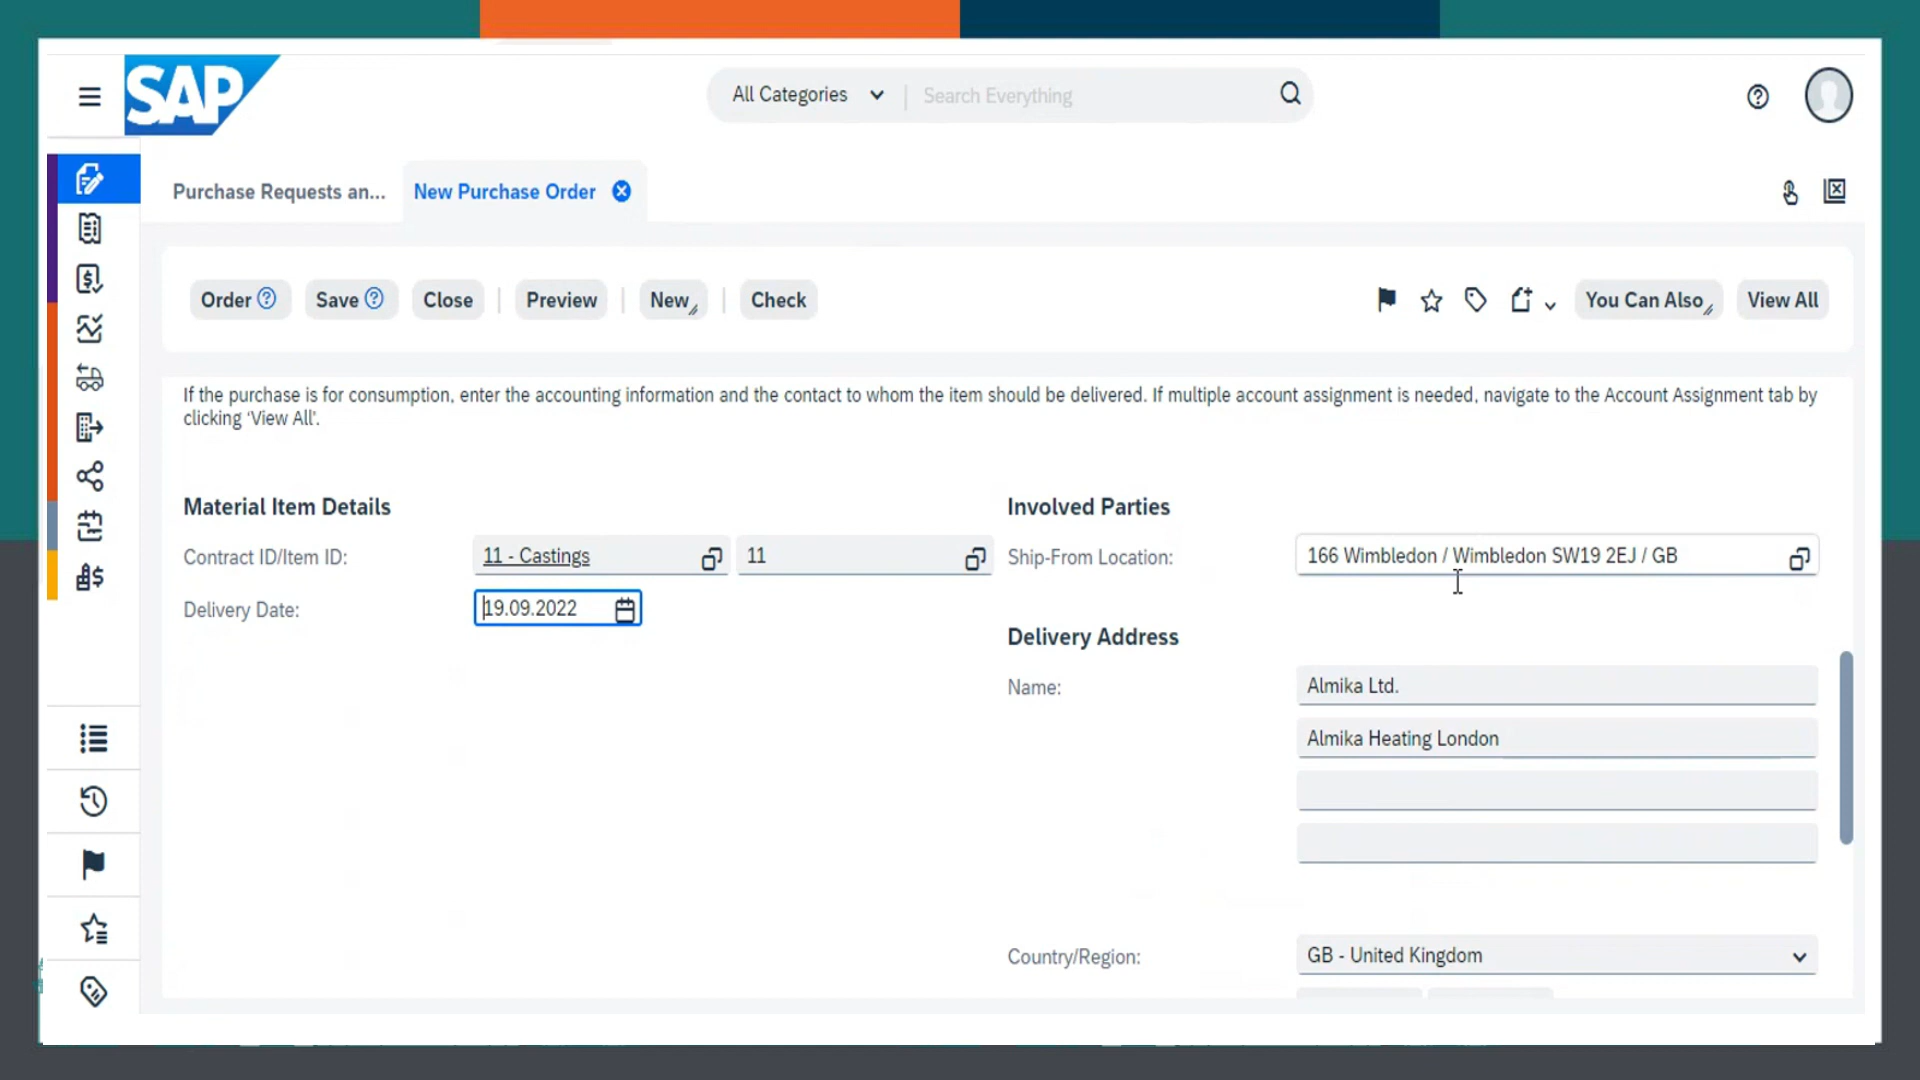 SAP
All Categories
Search Everything
Purchase Requests an...
New Purchase Order
Order
Save
Close
Preview
New
Check
You Can Also
View All
If the purchase is for consumption, enter the accounting information and the contact to whom the item should be delivered. If multiple account assignment is needed, navigate to the Account Assignment tab by
clicking 'View All'.
Material Item Details
Contract ID/Item ID:
11 - Castings
11
Delivery Date:
19.09.2022
Involved Parties
Ship-From Location:
166 Wimbledon / Wimbledon SW19 2EJ / GB
Delivery Address
Name:
Almika Ltd.
Almika Heating London
Country/Region:
GB - United Kingdom